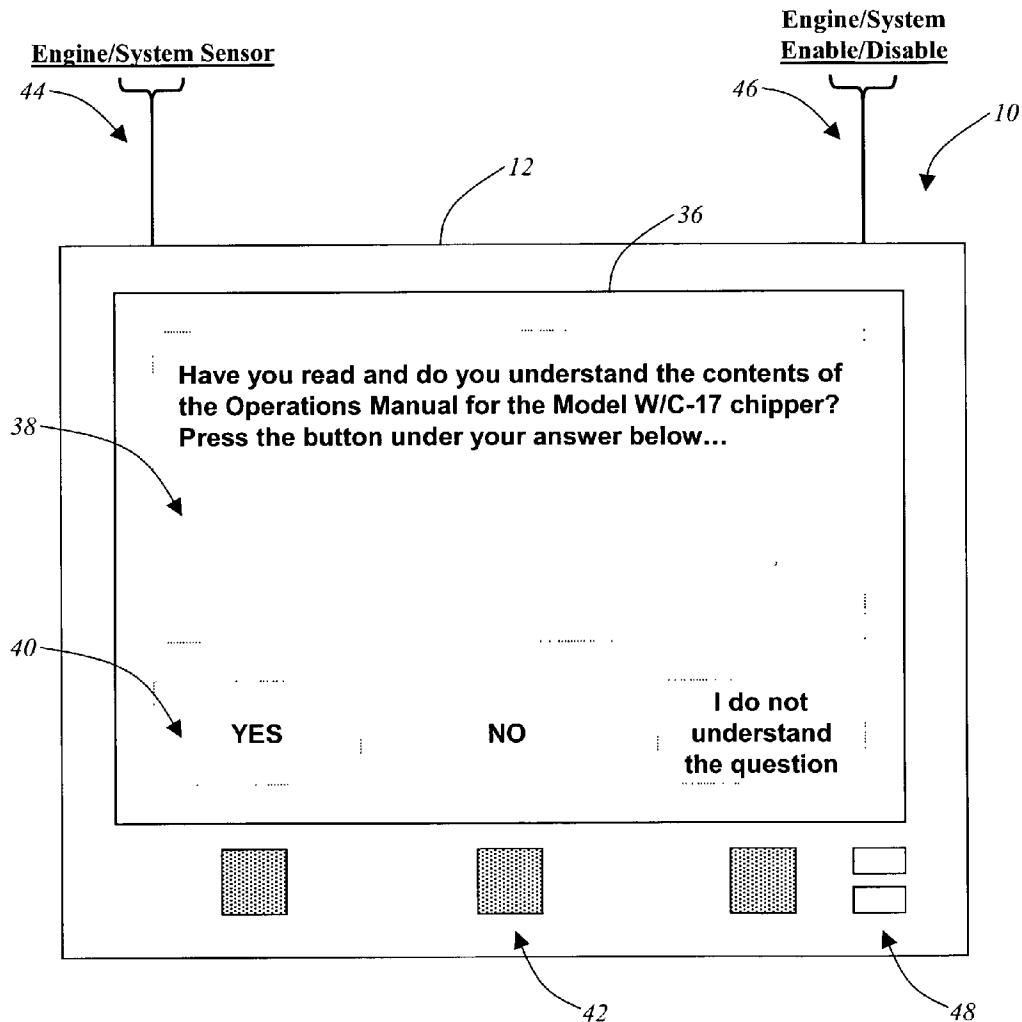 Engine/System Sensor
Engine/System
Enable/Disable
44
46
10
12
36
Have you read and do you understand the contents of
the Operations Manual for the Model W/C-17 chipper?
Press the button under your answer below…
38
40
YES
NO
I do not
understand
the question
42
48